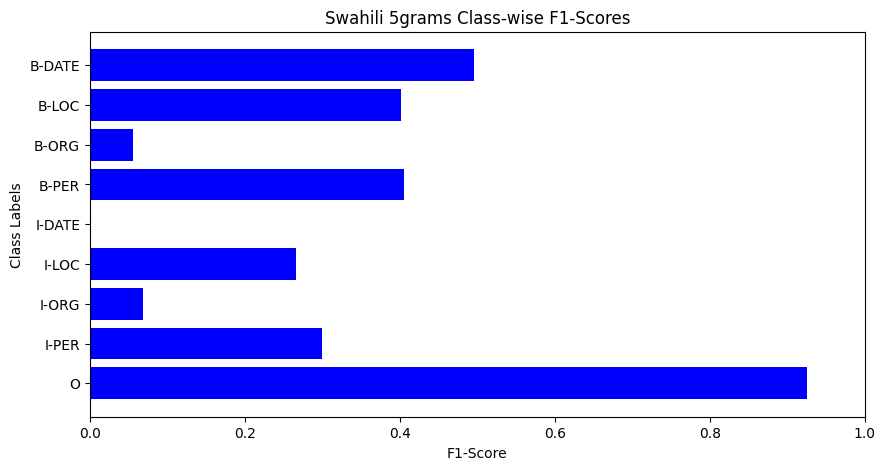 Swahili 5grams Class-wise F1-Scores
Class Labels
B-DATE
B-LOC
B-ORG
B-PER
I-DATE
I-LOC
I-ORG
I-PER
O
0.0 0.2 0.4 0.6 0.8 1.0
F1-Score